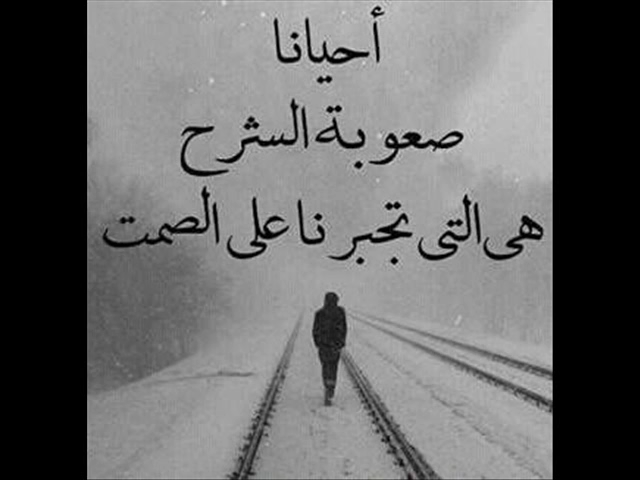 أحيانا
صعوبة الشرح
هى التى تجبرنا على الصمت